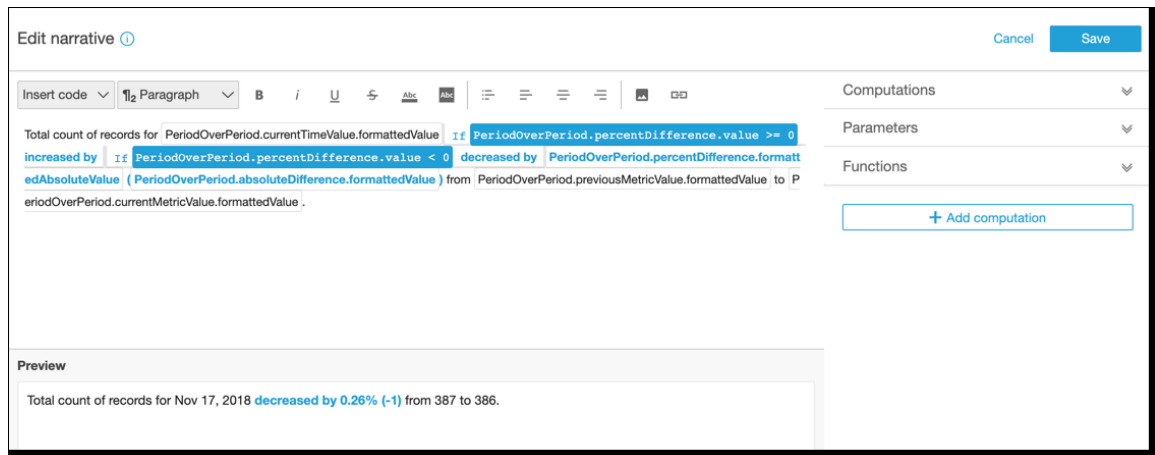 Edit narrative ⓘ
Cancel Save
Insert code ¶₂ Paragraph B i U S Abc Abc
Total count of records for PeriodOverPeriod.currentTimeValue.formattedValue If PeriodOverPeriod.percentDifference.value >= 0
increased by If PeriodOverPeriod.percentDifference.value < 0 decreased by PeriodOverPeriod.percentDifference.formatt
edAbsoluteValue ( PeriodOverPeriod.absoluteDifference.formattedValue ) from PeriodOverPeriod.previousMetricValue.formattedValue to P
eriodOverPeriod.currentMetricValue.formattedValue .
Computations
Parameters
Functions
+ Add computation
Preview
Total count of records for Nov 17, 2018 decreased by 0.26% (-1) from 387 to 386.